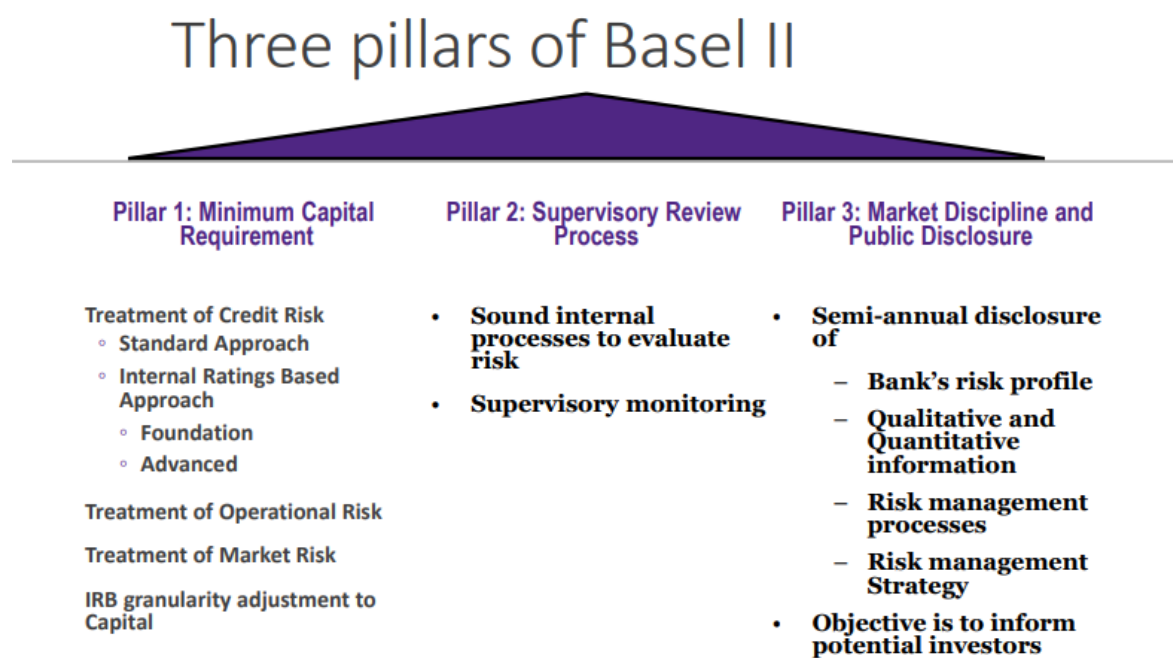 Three pillars of Basel II
Pillar 1: Minimum Capital
Requirement
Treatment of Credit Risk
◦ Standard Approach
◦ Internal Ratings Based
Approach
◦ Foundation
◦ Advanced
Treatment of Operational Risk
Treatment of Market Risk
IRB granularity adjustment to
Capital
Pillar 2: Supervisory Review
Process
• Sound internal
processes to evaluate
risk
• Supervisory monitoring
Pillar 3: Market Discipline and
Public Disclosure
• Semi-annual disclosure
of
– Bank's risk profile
– Qualitative and
Quantitative
information
– Risk management
processes
– Risk management
Strategy
• Objective is to inform
potential investors